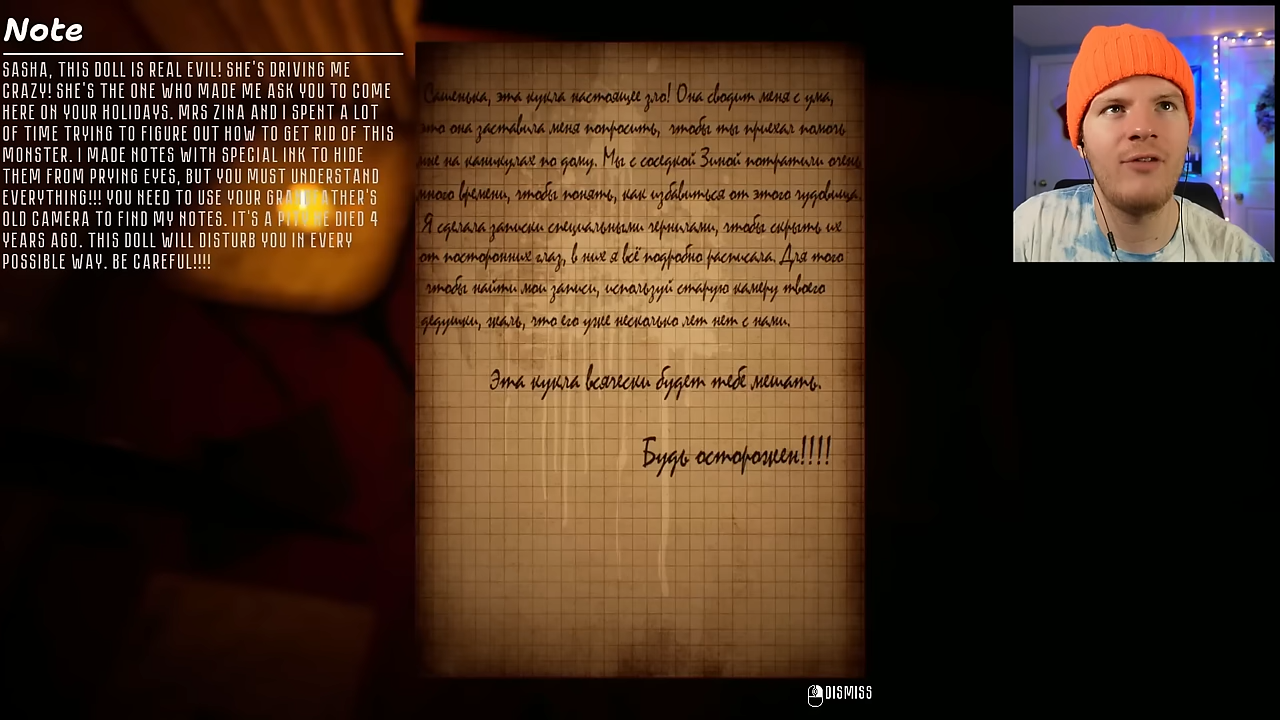 Note
SASHA, THIS DOLL IS REAL EVIL! SHE'S DRIVING ME
CRAZY! SHE'S THE ONE WHO MADE ME ASK YOU TO COME
HERE ON YOUR HOLIDAYS. MRS ZINA AND I SPENT A LOT
OF TIME TRYING TO FIGURE OUT HOW TO GET RID OF THIS
MONSTER. I MADE NOTES WITH SPECIAL INK TO HIDE
THEM FROM PRYING EYES, BUT YOU MUST UNDERSTAND
EVERYTHING!!! YOU NEED TO USE YOUR GRANDFATHER'S
OLD CAMERA TO FIND MY NOTES. IT'S A PITY HE DIED 4
YEARS AGO. THIS DOLL WILL DISTURB YOU IN EVERY
POSSIBLE WAY. BE CAREFUL!!!!
Сашенька, эта кукла настоящее зло! Она сводит меня с ума,
это она заставила меня попросить, чтобы ты приехал помочь
мне на каникулах по дому. Мы с соседкой Зиной потратили очень
много времени, чтобы понять, как избавиться от этого чудовища.
Я сделала записки специальными чернилами, чтобы скрыть их
от посторонних глаз, в них я всё подробно расписала. Для того
чтобы найти мои записи, используй старую камеру твоего
дедушки, жаль, что его уже несколько лет нет с нами.
Эта кукла всячески будет тебе мешать.
Будь осторожен!!!!
DISMISS